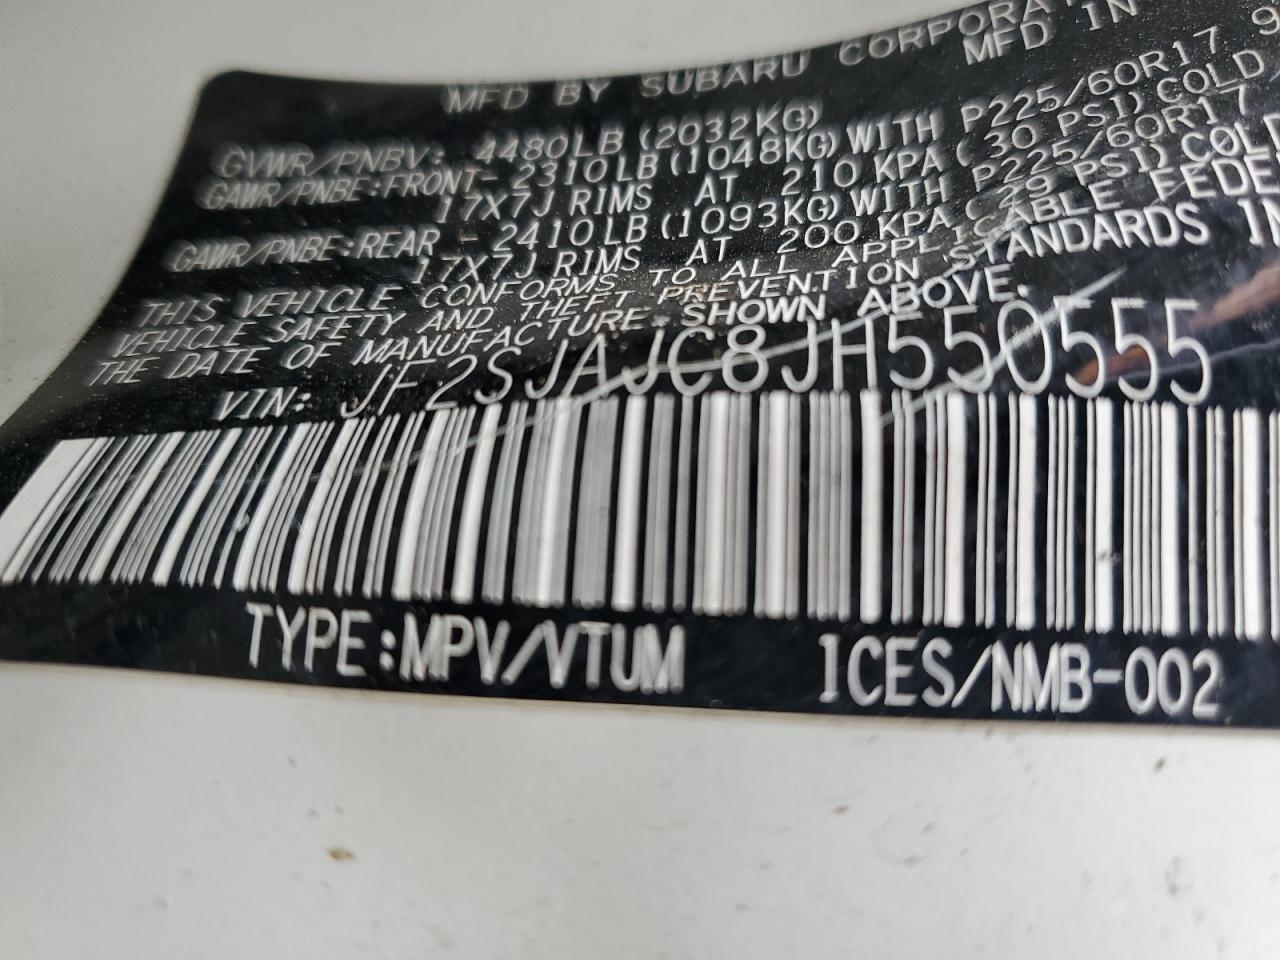 MFD BY SUBARU CORPORAT
MFD IN
GVWR/PNBV: 4480LB (2032KG)
GAWR/PNBE:FRONT- 2310LB (1048KG) WITH P225/60R17 9
17X7J RIMS AT 210 KPA ( 30 PSI) COLD
GAWR/PNBE:REAR - 2410LB (1093KG) WITH P225/60R17
17X7J RIMS AT 200 KPA ( 29 PSI) COLD
THIS VEHICLE CONFORMS TO ALL APPLICABLE FEDE
VEHICLE SAFETY AND THEFT PREVENTION STANDARDS IN
THE DATE OF MANUFACTURE SHOWN ABOVE.
VIN: JF2SJAJC8JH550555
TYPE:MPV/VTUM ICES/NMB-002